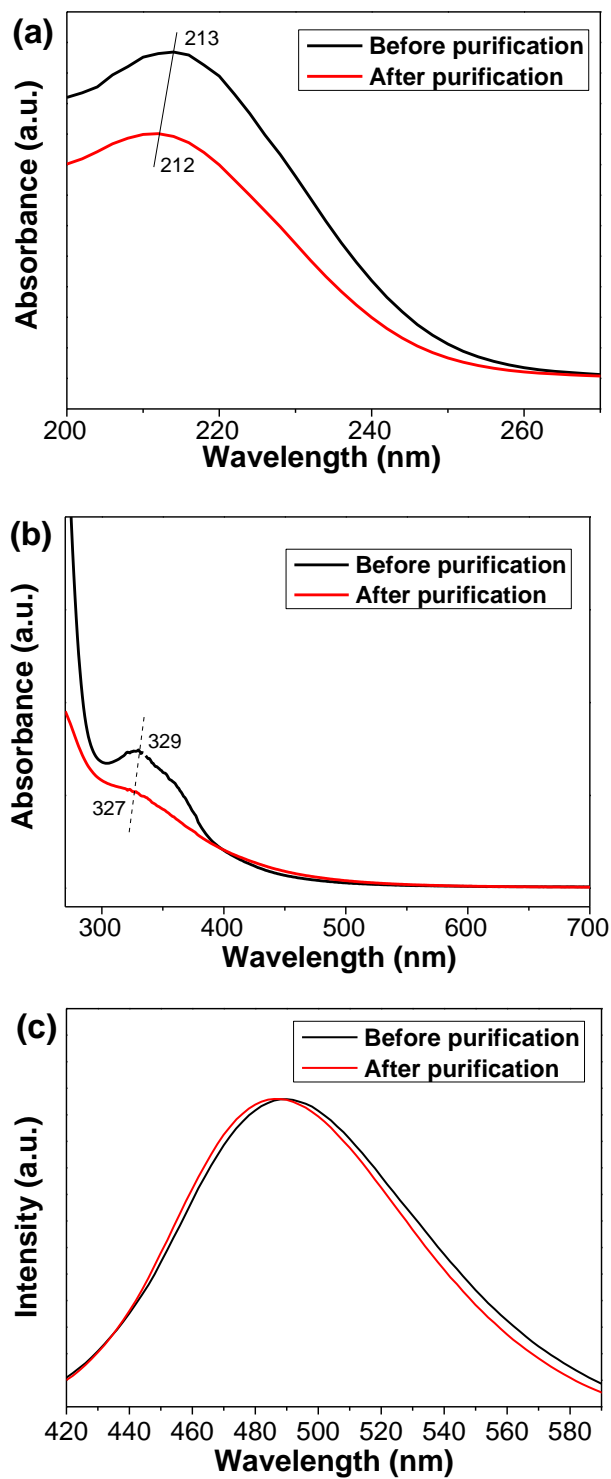 (a)
213
Before purification
After purification
212
Absorbance (a.u.)
200 220 240 260
Wavelength (nm)
(b)
Before purification
After purification
329
327
Absorbance (a.u.)
300 400 500 600 700
Wavelength (nm)
(c)
Before purification
After purification
Intensity (a.u.)
420 440 460 480 500 520 540 560 580
Wavelength (nm)